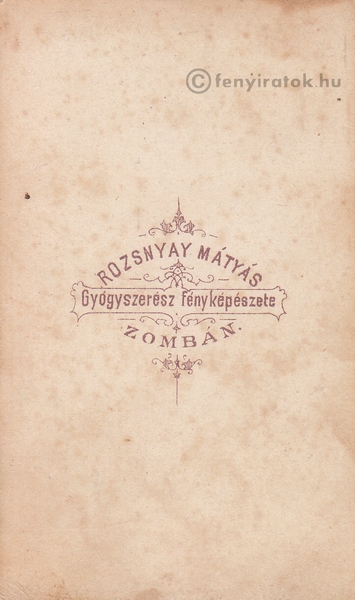 ©fenyiratok.hu
ROZSNYAY MÁTYÁS
Gyógyszerész fényképészete
ZOMBÁN.